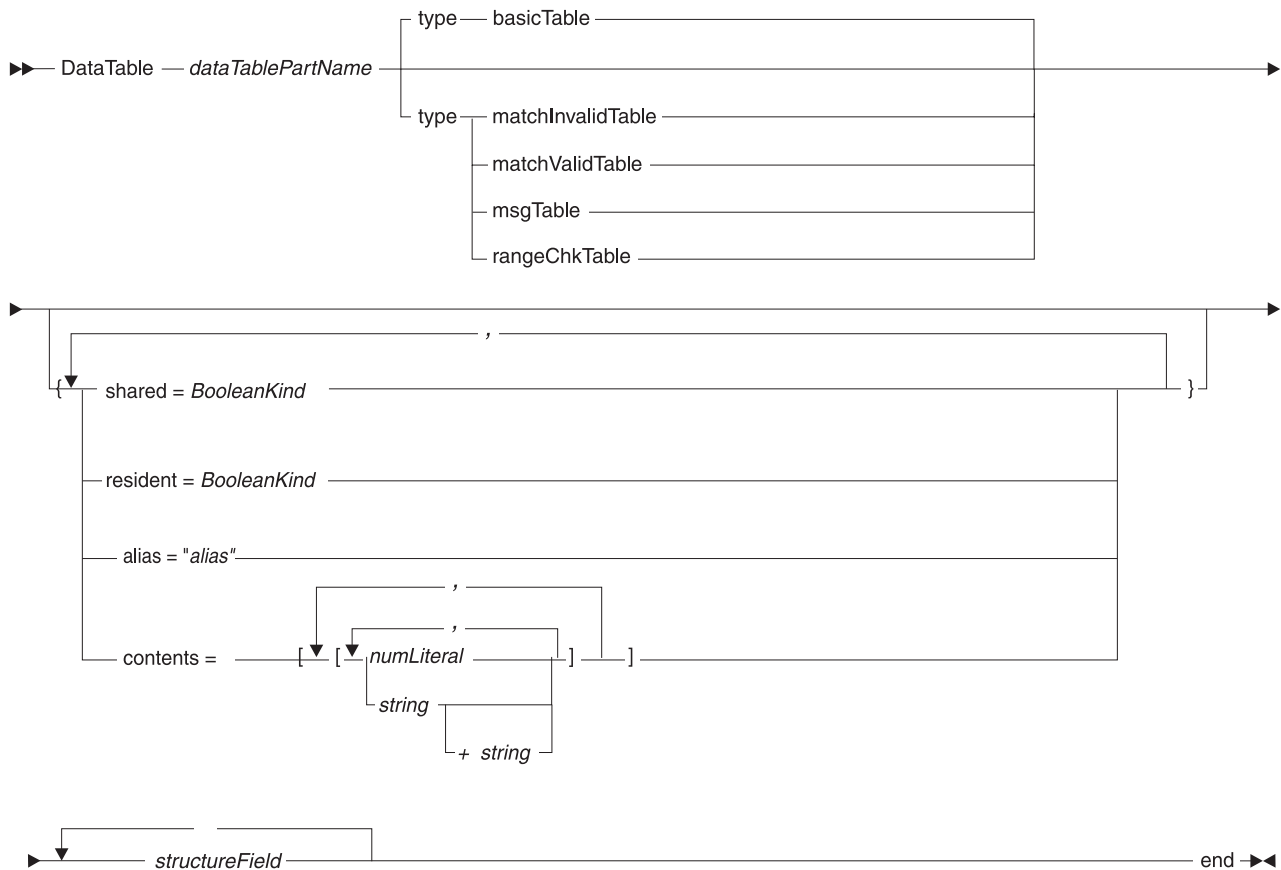 type basicTable
DataTable dataTablePartName
type matchInvalidTable
matchValidTable
msgTable
rangeChkTable
,
{ shared = BooleanKind }
resident = BooleanKind
alias = "alias"
,
,
contents = [ [ numLiteral ] ]
string
+ string
structureField end